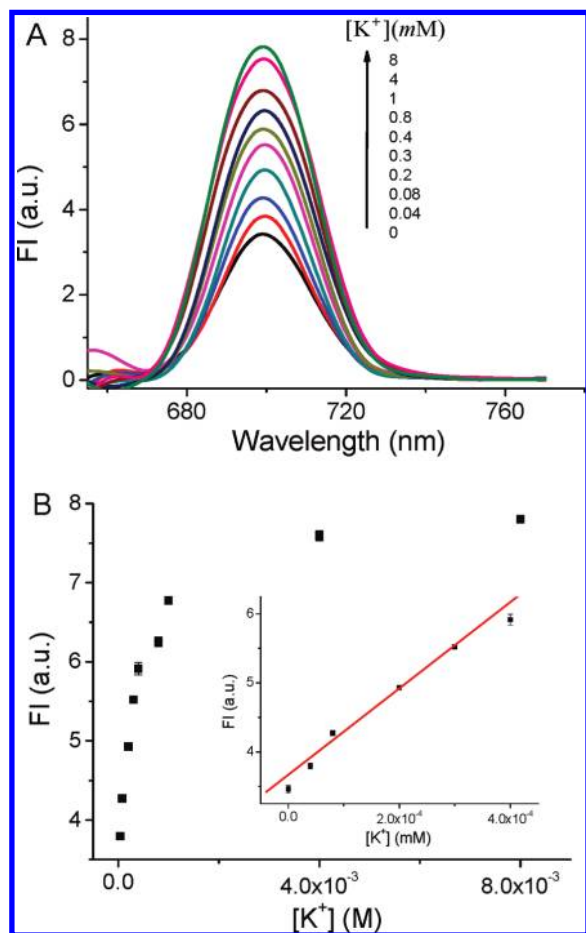 A
[K⁺](mM)
8
4
1
0.8
0.4
0.3
0.2
0.08
0.04
0
8
6
4
2
0
FI (a.u.)
680 720 760
Wavelength (nm)
B
8
7
6
5
4
FI (a.u.)
6
5
4
FI (a.u.)
0.0 2.0x10⁻⁴ 4.0x10⁻⁴
[K⁺] (mM)
0.0 4.0x10⁻³ 8.0x10⁻³
[K⁺] (M)